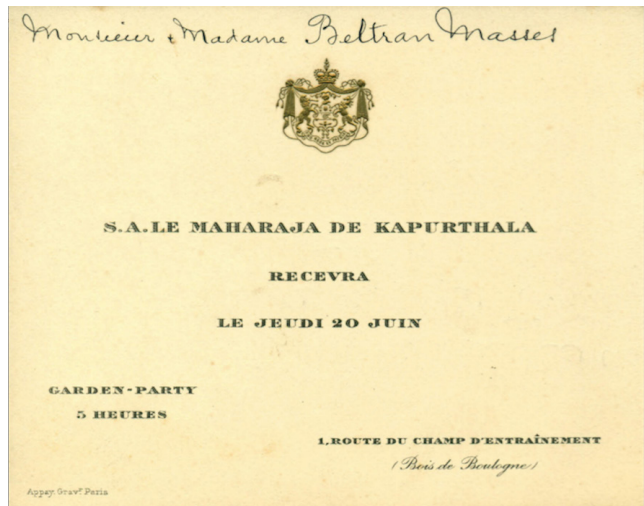 Monsieur & Madame Beltran Masses
S.A.LE MAHARAJA DE KAPURTHALA
RECEVRA
LE JEUDI 20 JUIN
GARDEN-PARTY
5 HEURES
1, ROUTE DU CHAMP D'ENTRAÎNEMENT
(Bois de Boulogne)
Appay. Gravr Paris